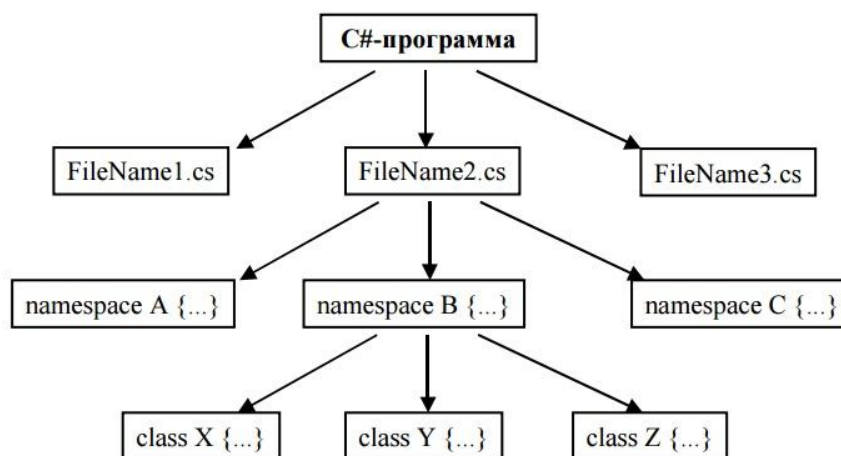 C#-программа
FileName1.cs
FileName2.cs
FileName3.cs
namespace A {...}
namespace B {...}
namespace C {...}
class X {...}
class Y {...}
class Z {...}